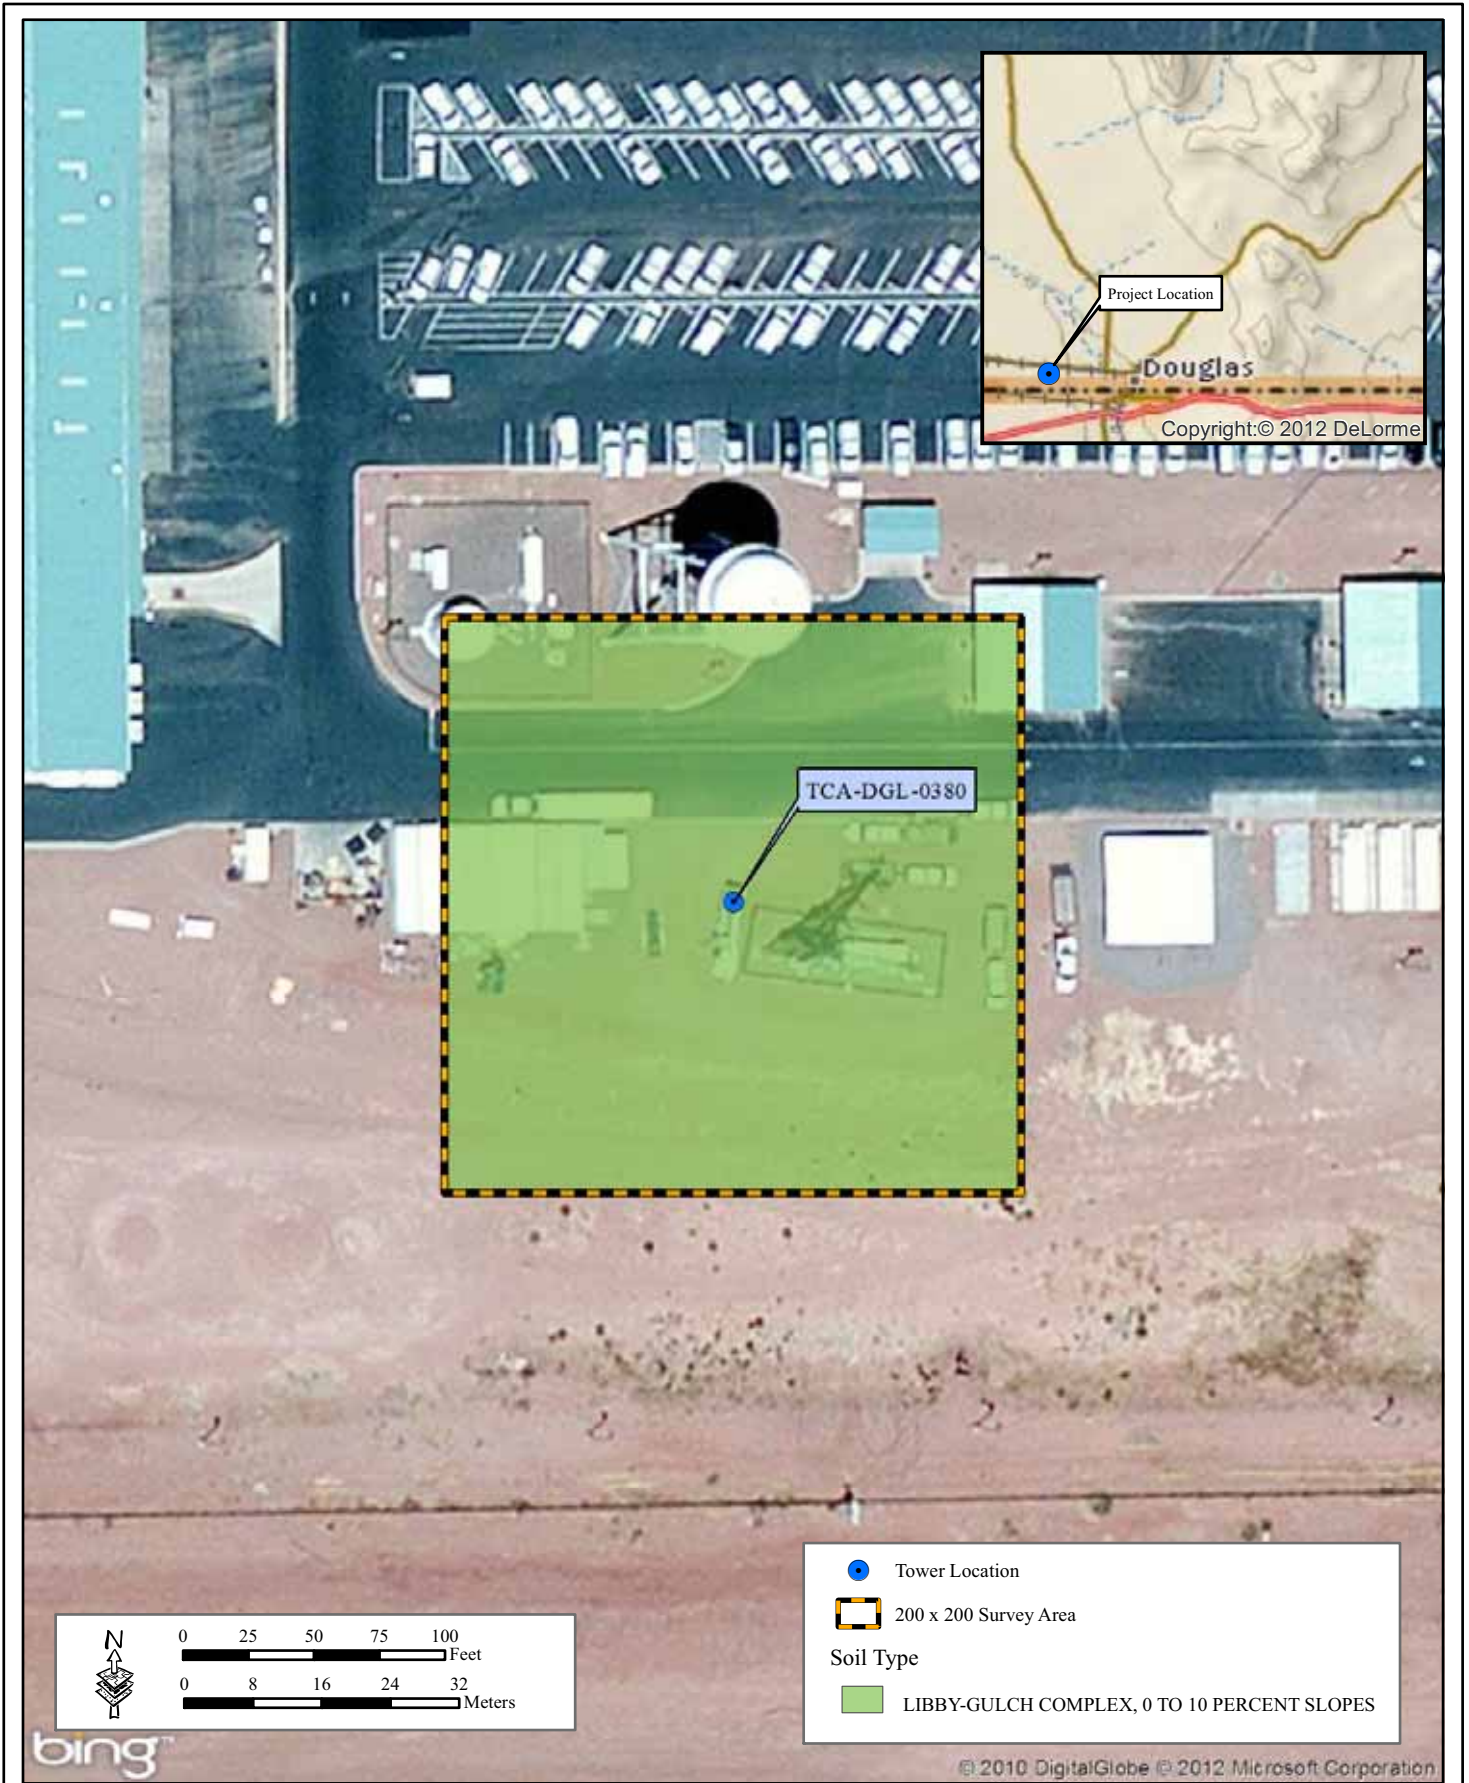 Project Location
Douglas
Copyright:© 2012 DeLorme
TCA-DGL-0380
Tower Location
200 x 200 Survey Area
Soil Type
LIBBY-GULCH COMPLEX, 0 TO 10 PERCENT SLOPES
N
0 25 50 75 100
Feet
0 8 16 24 32
Meters
bing™
© 2010 DigitalGlobe © 2012 Microsoft Corporation